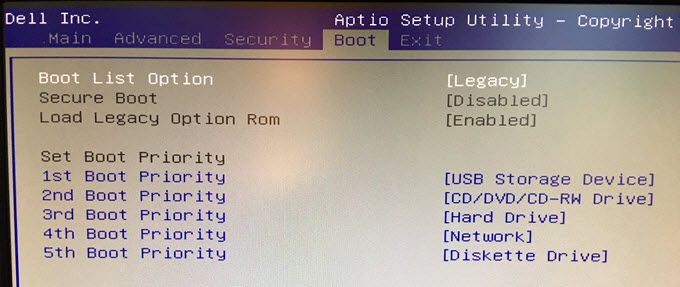 Dell Inc. Aptio Setup Utility – Copyright
.Main Advanced Security Boot Exit
Boot List Option [Legacy]
Secure Boot [Disabled]
Load Legacy Option Rom [Enabled]
Set Boot Priority
1st Boot Priority [USB Storage Device]
2nd Boot Priority [CD/DVD/CD-RW Drive]
3rd Boot Priority [Hard Drive]
4th Boot Priority [Network]
5th Boot Priority [Diskette Drive]